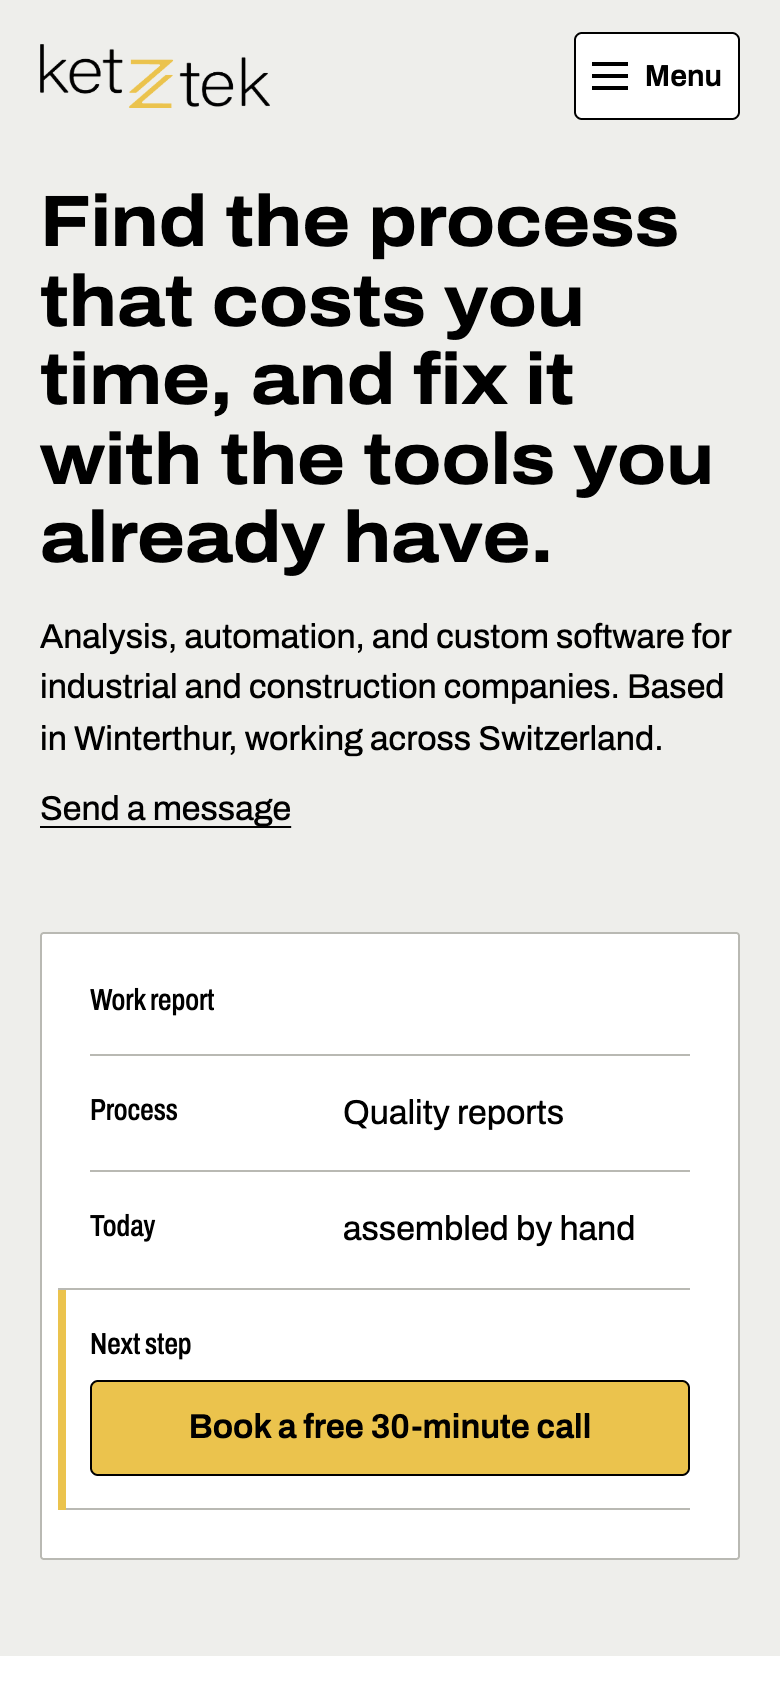 ketztek
Menu
Find the process
that costs you
time, and fix it
with the tools you
already have.
Analysis, automation, and custom software for
industrial and construction companies. Based
in Winterthur, working across Switzerland.
Send a message
Work report
Process
Quality reports
Today
assembled by hand
Next step
Book a free 30-minute call